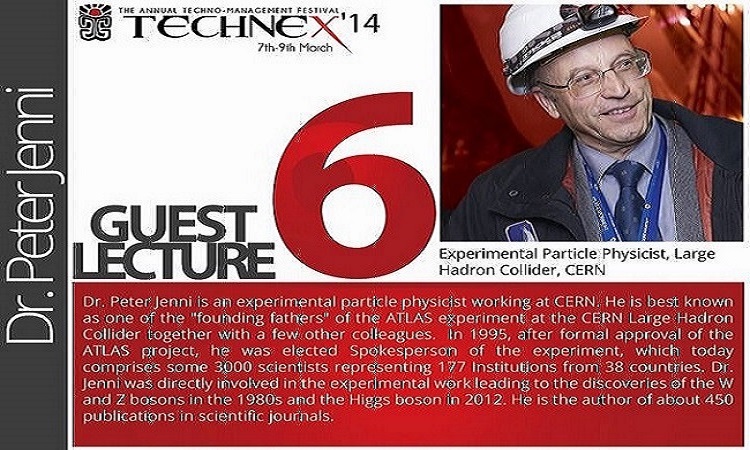 THE ANNUAL TECHNO-MANAGEMENT FESTIVAL
TECHNEX'14
7th-9th March
Dr. Peter Jenni
GUEST
LECTURE
6
Experimental Particle Physicist, Large
Hadron Collider, CERN
Dr. Peter Jenni is an experimental particle physicist working at CERN. He is best known
as one of the "founding fathers" of the ATLAS experiment at the CERN Large Hadron
Collider together with a few other colleagues. In 1995, after formal approval of the
ATLAS project, he was elected Spokesperson of the experiment, which today
comprises some 3000 scientists representing 177 Institutions from 38 countries. Dr.
Jenni was directly involved in the experimental work leading to the discoveries of the W
and Z bosons in the 1980s and the Higgs boson in 2012. He is the author of about 450
publications in scientific journals.